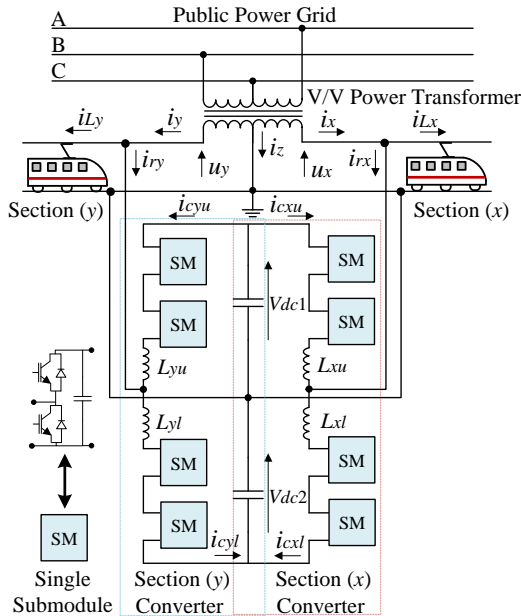 Public Power Grid
A
B
C
V/V Power Transformer
iLy
iy
ix
iLx
iry
uy
iz
ux
irx
Section (y)
Section (x)
icyu
icxu
SM
SM
SM
SM
Vdc1
Lyu
Lxu
Lyl
Lxl
SM
SM
Vdc2
SM
SM
SM
icyl
icxl
Single
Submodule
Section (y)
Converter
Section (x)
Converter